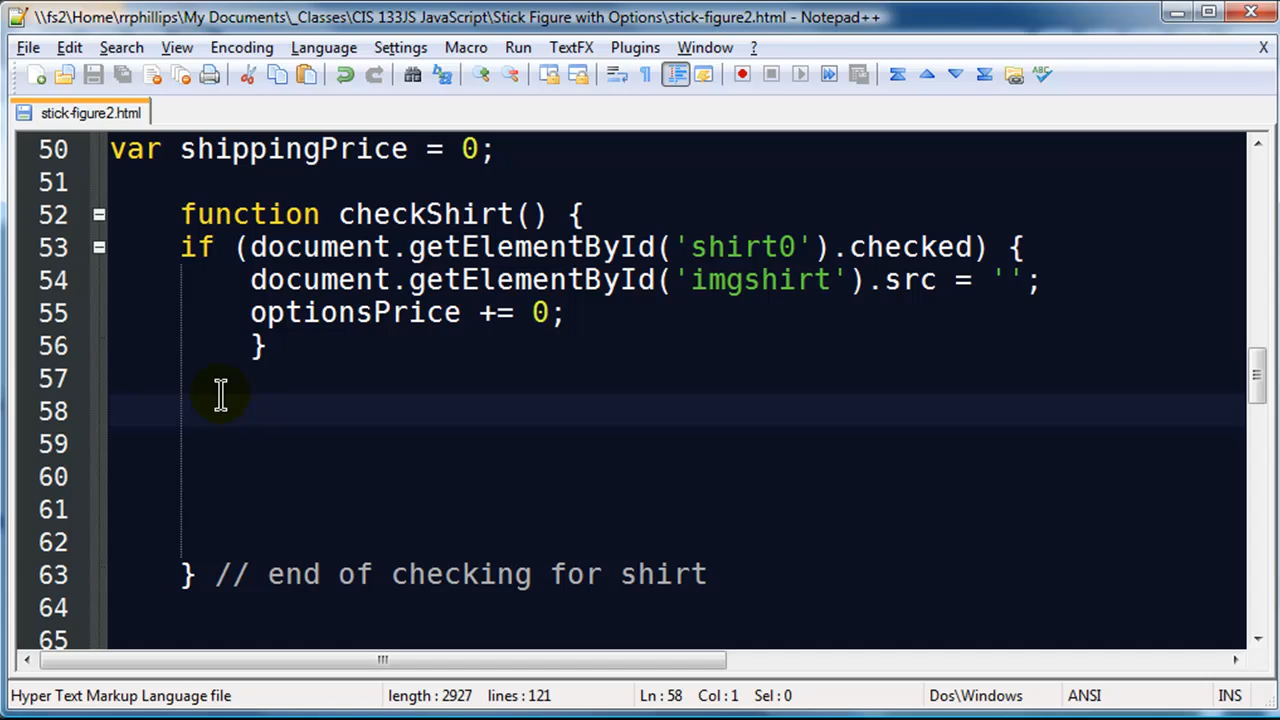 \\fs2\Home\rrphillips\My Documents\_Classes\CIS 133JS JavaScript\Stick Figure with Options\stick-figure2.html - Notepad++
File Edit Search View Encoding Language Settings Macro Run TextFX Plugins Window ? X
stick-figure2.html
50 var shippingPrice = 0;
51
52 function checkShirt() {
53 if (document.getElementById('shirt0').checked) {
54 document.getElementById('imgshirt').src = '';
55 optionsPrice += 0;
56 }
57
58
59
60
61
62
63 } // end of checking for shirt
64
65
Hyper Text Markup Language file length : 2927 lines : 121 Ln : 58 Col : 1 Sel : 0 Dos\Windows ANSI INS